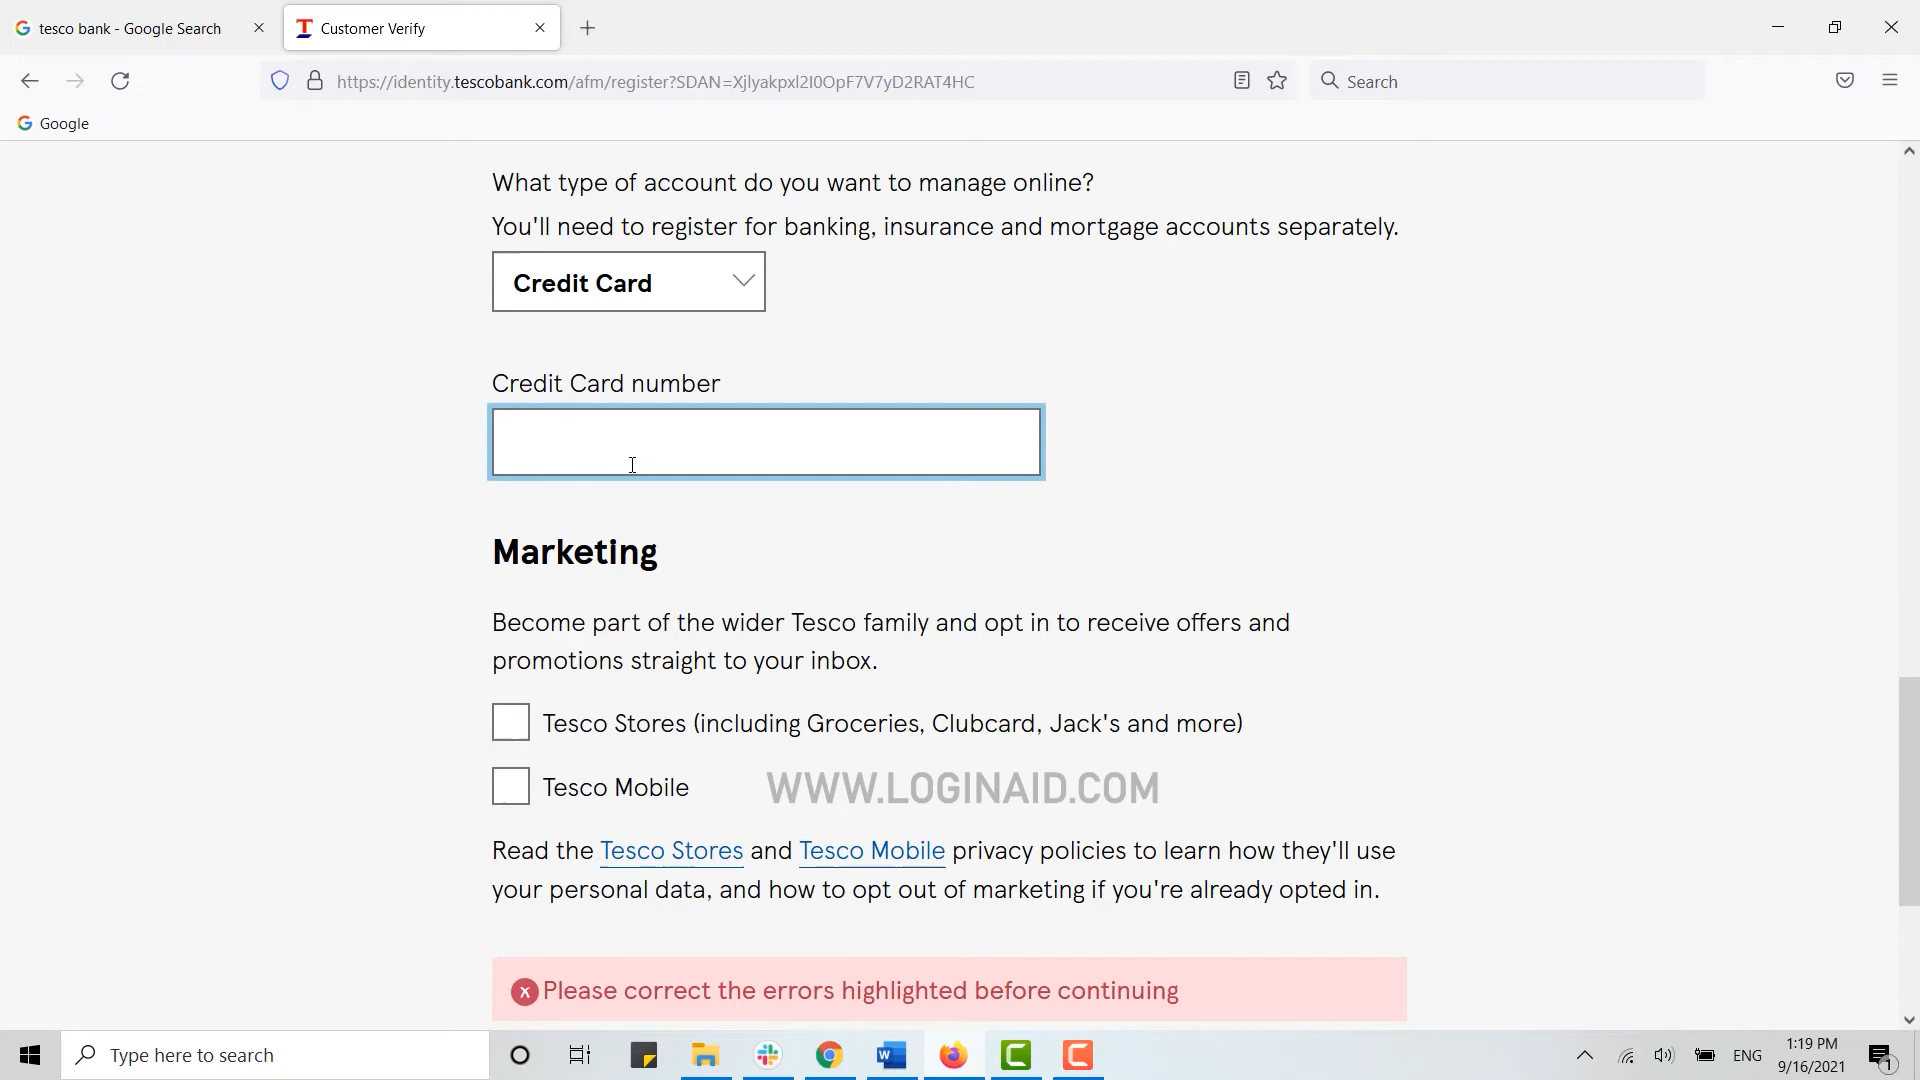 tesco bank - Google Search
Customer Verify
https://identity.tescobank.com/afm/register?SDAN=Xjlyakpxl2I0OpF7V7yD2RAT4HC
Search
Google
What type of account do you want to manage online?
You'll need to register for banking, insurance and mortgage accounts separately.
Credit Card
Credit Card number
Marketing
Become part of the wider Tesco family and opt in to receive offers and
promotions straight to your inbox.
Tesco Stores (including Groceries, Clubcard, Jack's and more)
Tesco Mobile
WWW.LOGINAID.COM
Read the Tesco Stores and Tesco Mobile privacy policies to learn how they'll use
your personal data, and how to opt out of marketing if you're already opted in.
Please correct the errors highlighted before continuing
Type here to search
ENG
1:19 PM
9/16/2021
1